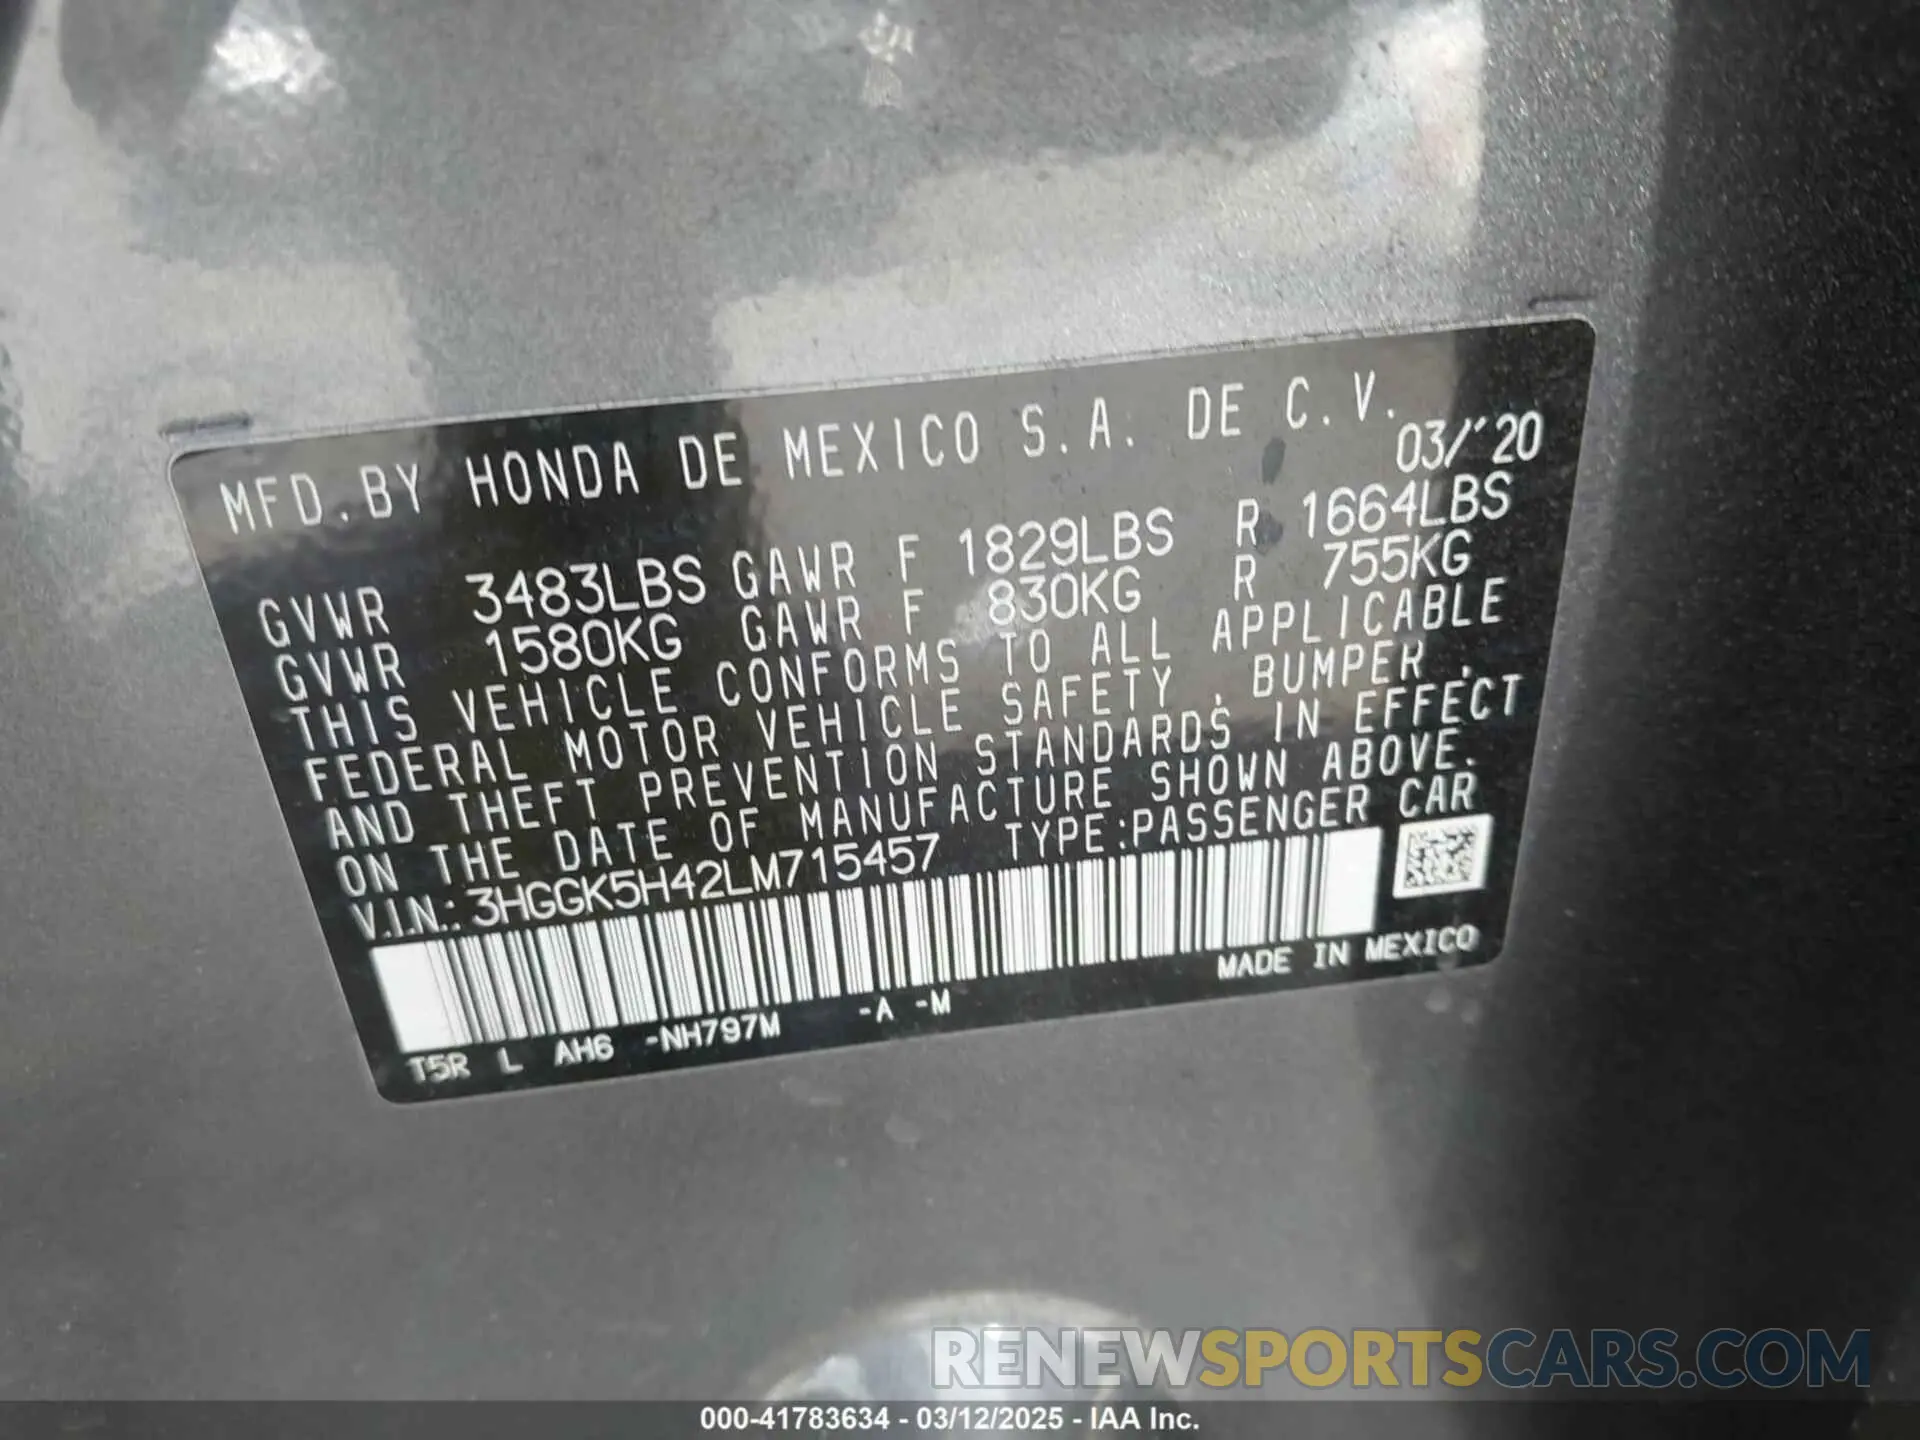 MFD.BY HONDA DE MEXICO S.A. DE C.V.
03/'20
GVWR 3483LBS GAWR F 1829LBS R 1664LBS
GVWR 1580KG GAWR F 830KG R 755KG
THIS VEHICLE CONFORMS TO ALL APPLICABLE
FEDERAL MOTOR VEHICLE SAFETY, BUMPER,
AND THEFT PREVENTION STANDARDS IN EFFECT
ON THE DATE OF MANUFACTURE SHOWN ABOVE.
V.I.N.: 3HGGK5H42LM715457 TYPE:PASSENGER CAR
MADE IN MEXICO
T5R L AH6 -NH797M -A -M
RENEWSPORTSCARS.COM
000-41783634 - 03/12/2025 - IAA Inc.